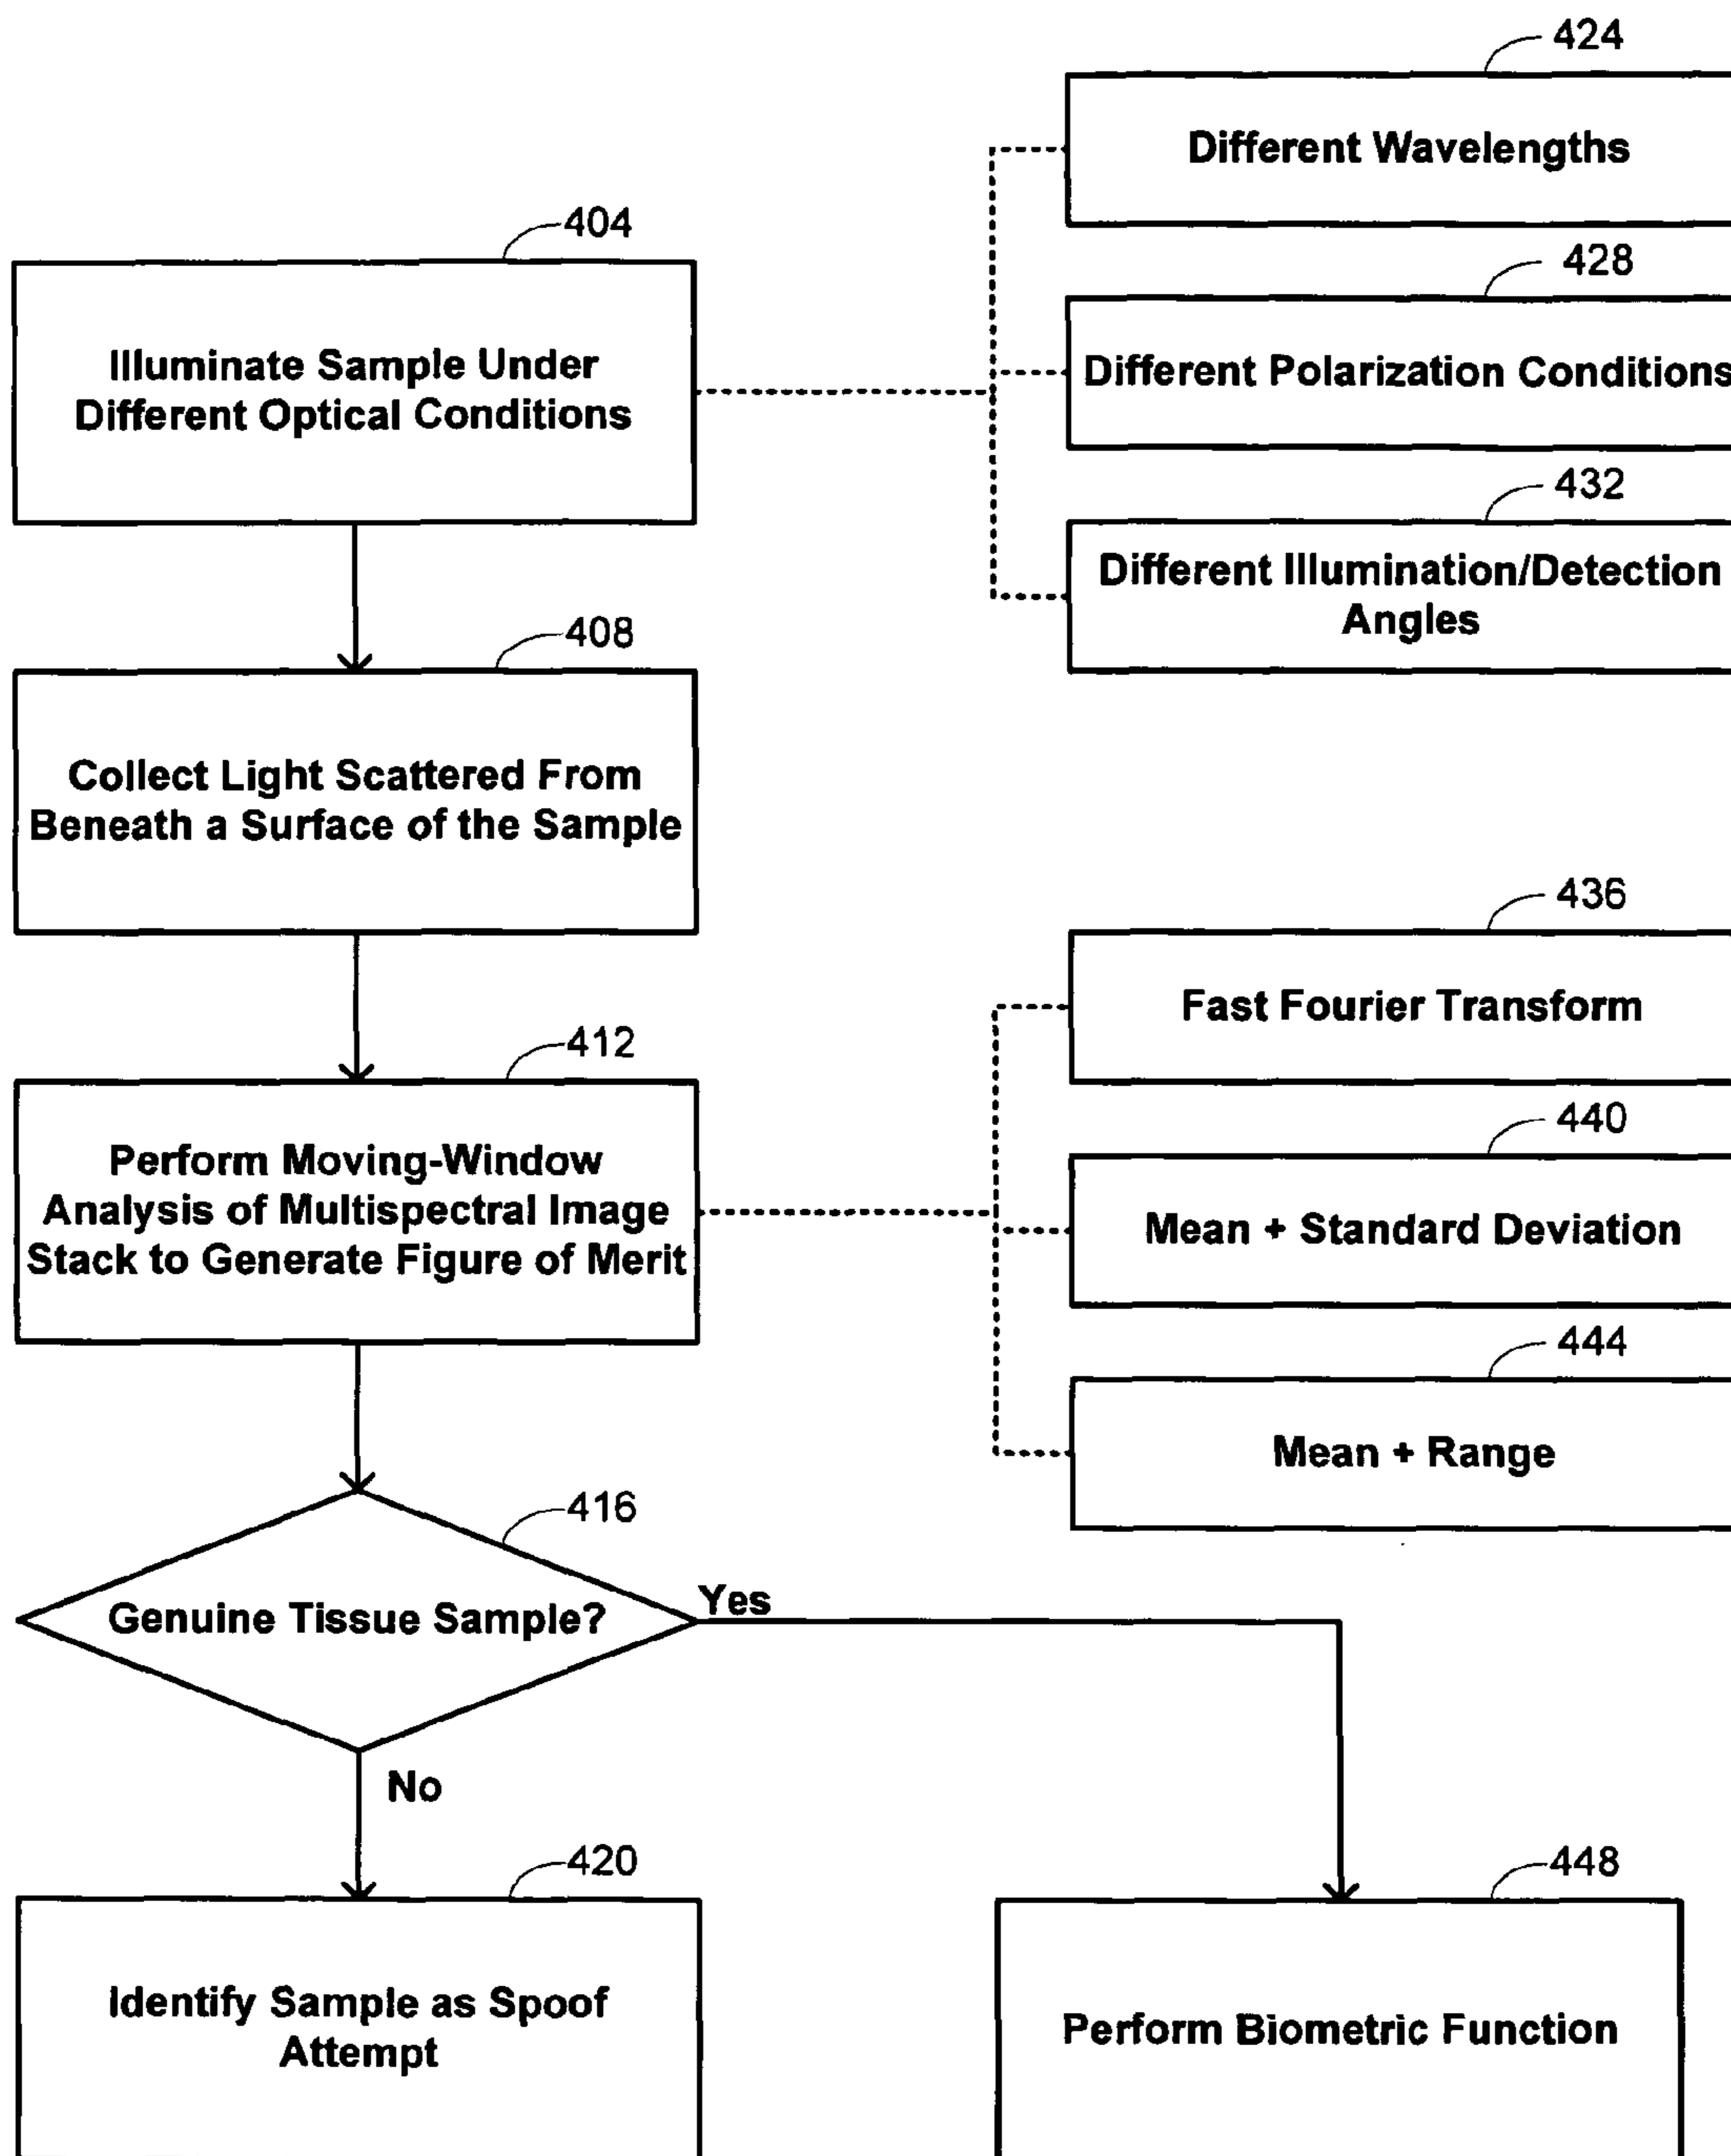 424
Different Wavelengths
404
Illuminate Sample Under
Different Optical Conditions
428
Different Polarization Conditions
432
Different Illumination/Detection
Angles
408
Collect Light Scattered From
Beneath a Surface of the Sample
436
Fast Fourier Transform
412
Perform Moving-Window
Analysis of Multispectral Image
Stack to Generate Figure of Merit
440
Mean + Standard Deviation
444
Mean + Range
416
Genuine Tissue Sample?
Yes
No
420
Identify Sample as Spoof
Attempt
448
Perform Biometric Function